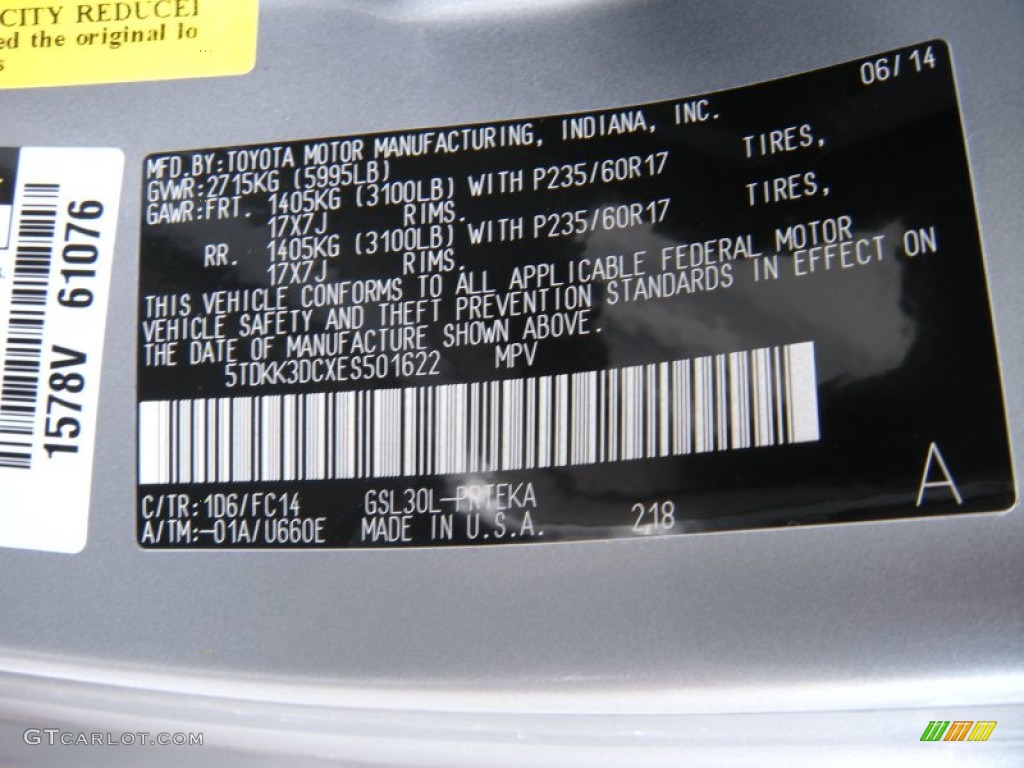 CITY REDUCE
ed the original lo
s
1578V 61076
06/14
MFD.BY:TOYOTA MOTOR MANUFACTURING, INDIANA, INC.
GVWR:2715KG (5995LB)
GAWR:FRT. 1405KG (3100LB) WITH P235/60R17 TIRES,
17X7J RIMS.
RR. 1405KG (3100LB) WITH P235/60R17 TIRES,
17X7J RIMS.
THIS VEHICLE CONFORMS TO ALL APPLICABLE FEDERAL MOTOR
VEHICLE SAFETY AND THEFT PREVENTION STANDARDS IN EFFECT ON
THE DATE OF MANUFACTURE SHOWN ABOVE.
5TDKK3DCXES501622 MPV
C/TR:1D6/FC14 GSL30L-PRTEKA
A/TM:-01A/U660E MADE IN U.S.A. 218
A
GTCARLOT.COM